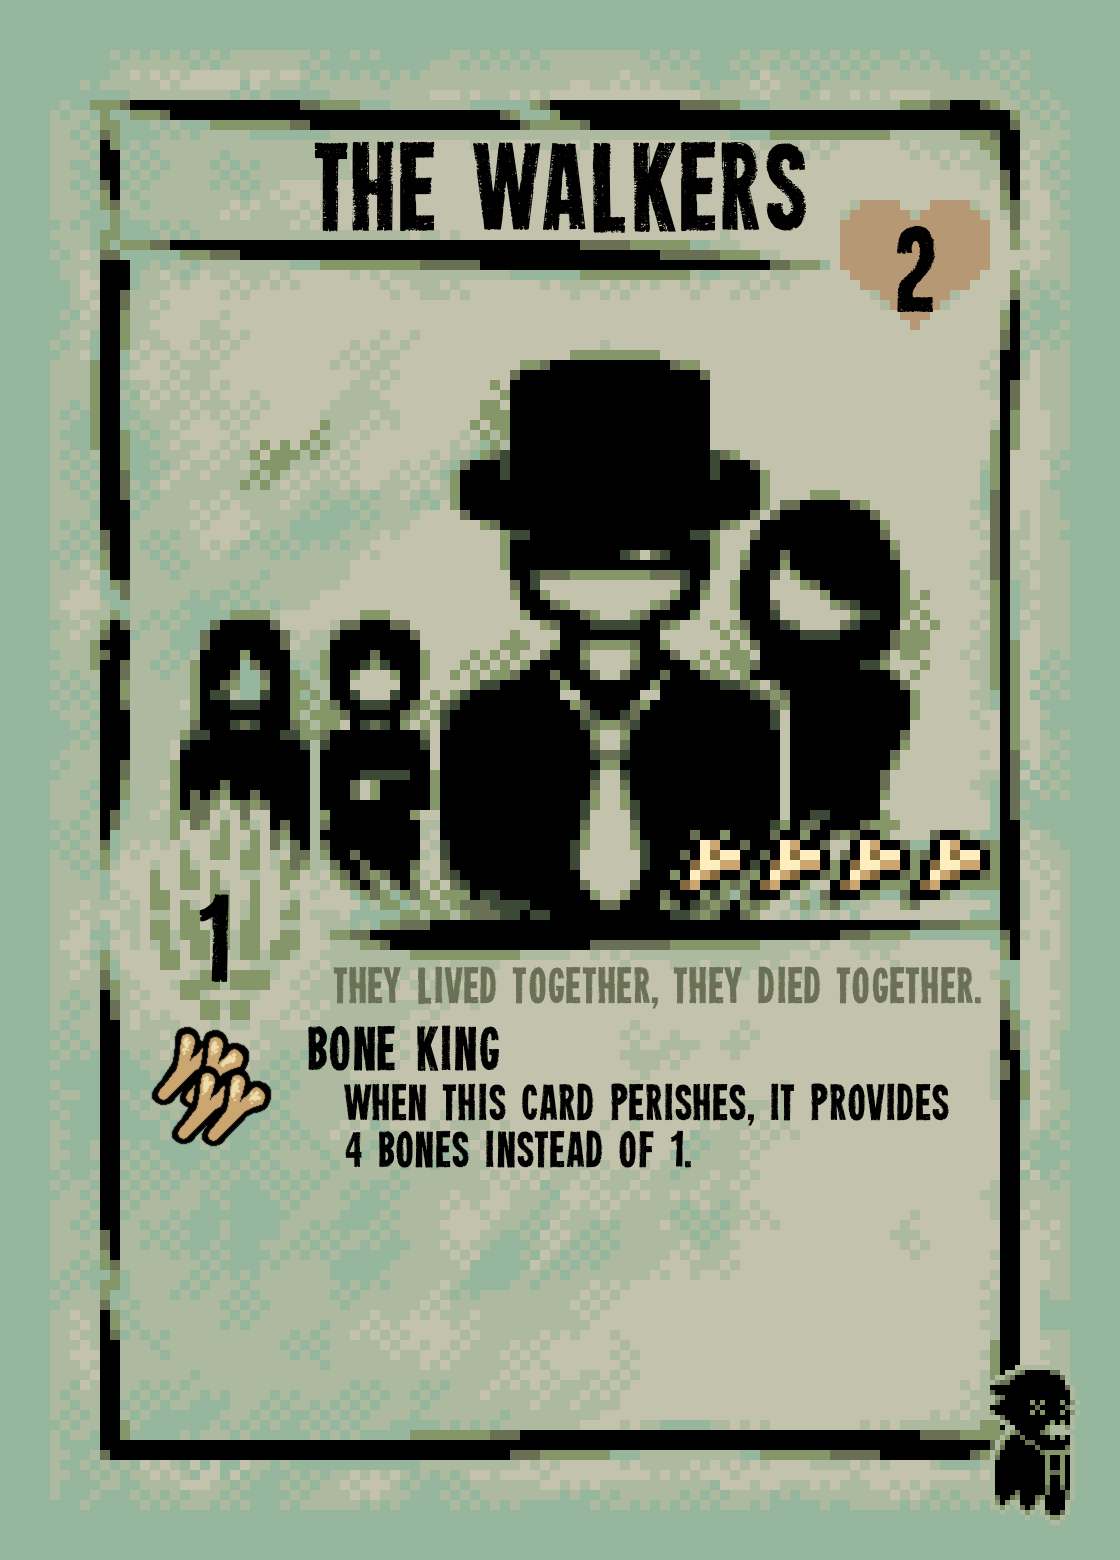 THE WALKERS
2
1
THEY LIVED TOGETHER, THEY DIED TOGETHER.
BONE KING
WHEN THIS CARD PERISHES, IT PROVIDES
4 BONES INSTEAD OF 1.